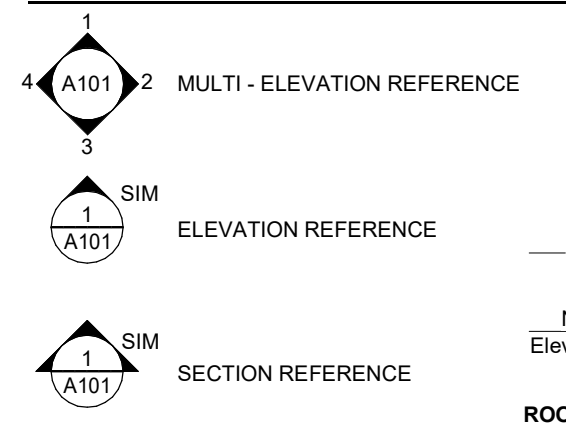 1
4 A101 2 MULTI - ELEVATION REFERENCE
3
SIM
1
A101
ELEVATION REFERENCE
SIM
1
A101
SECTION REFERENCE